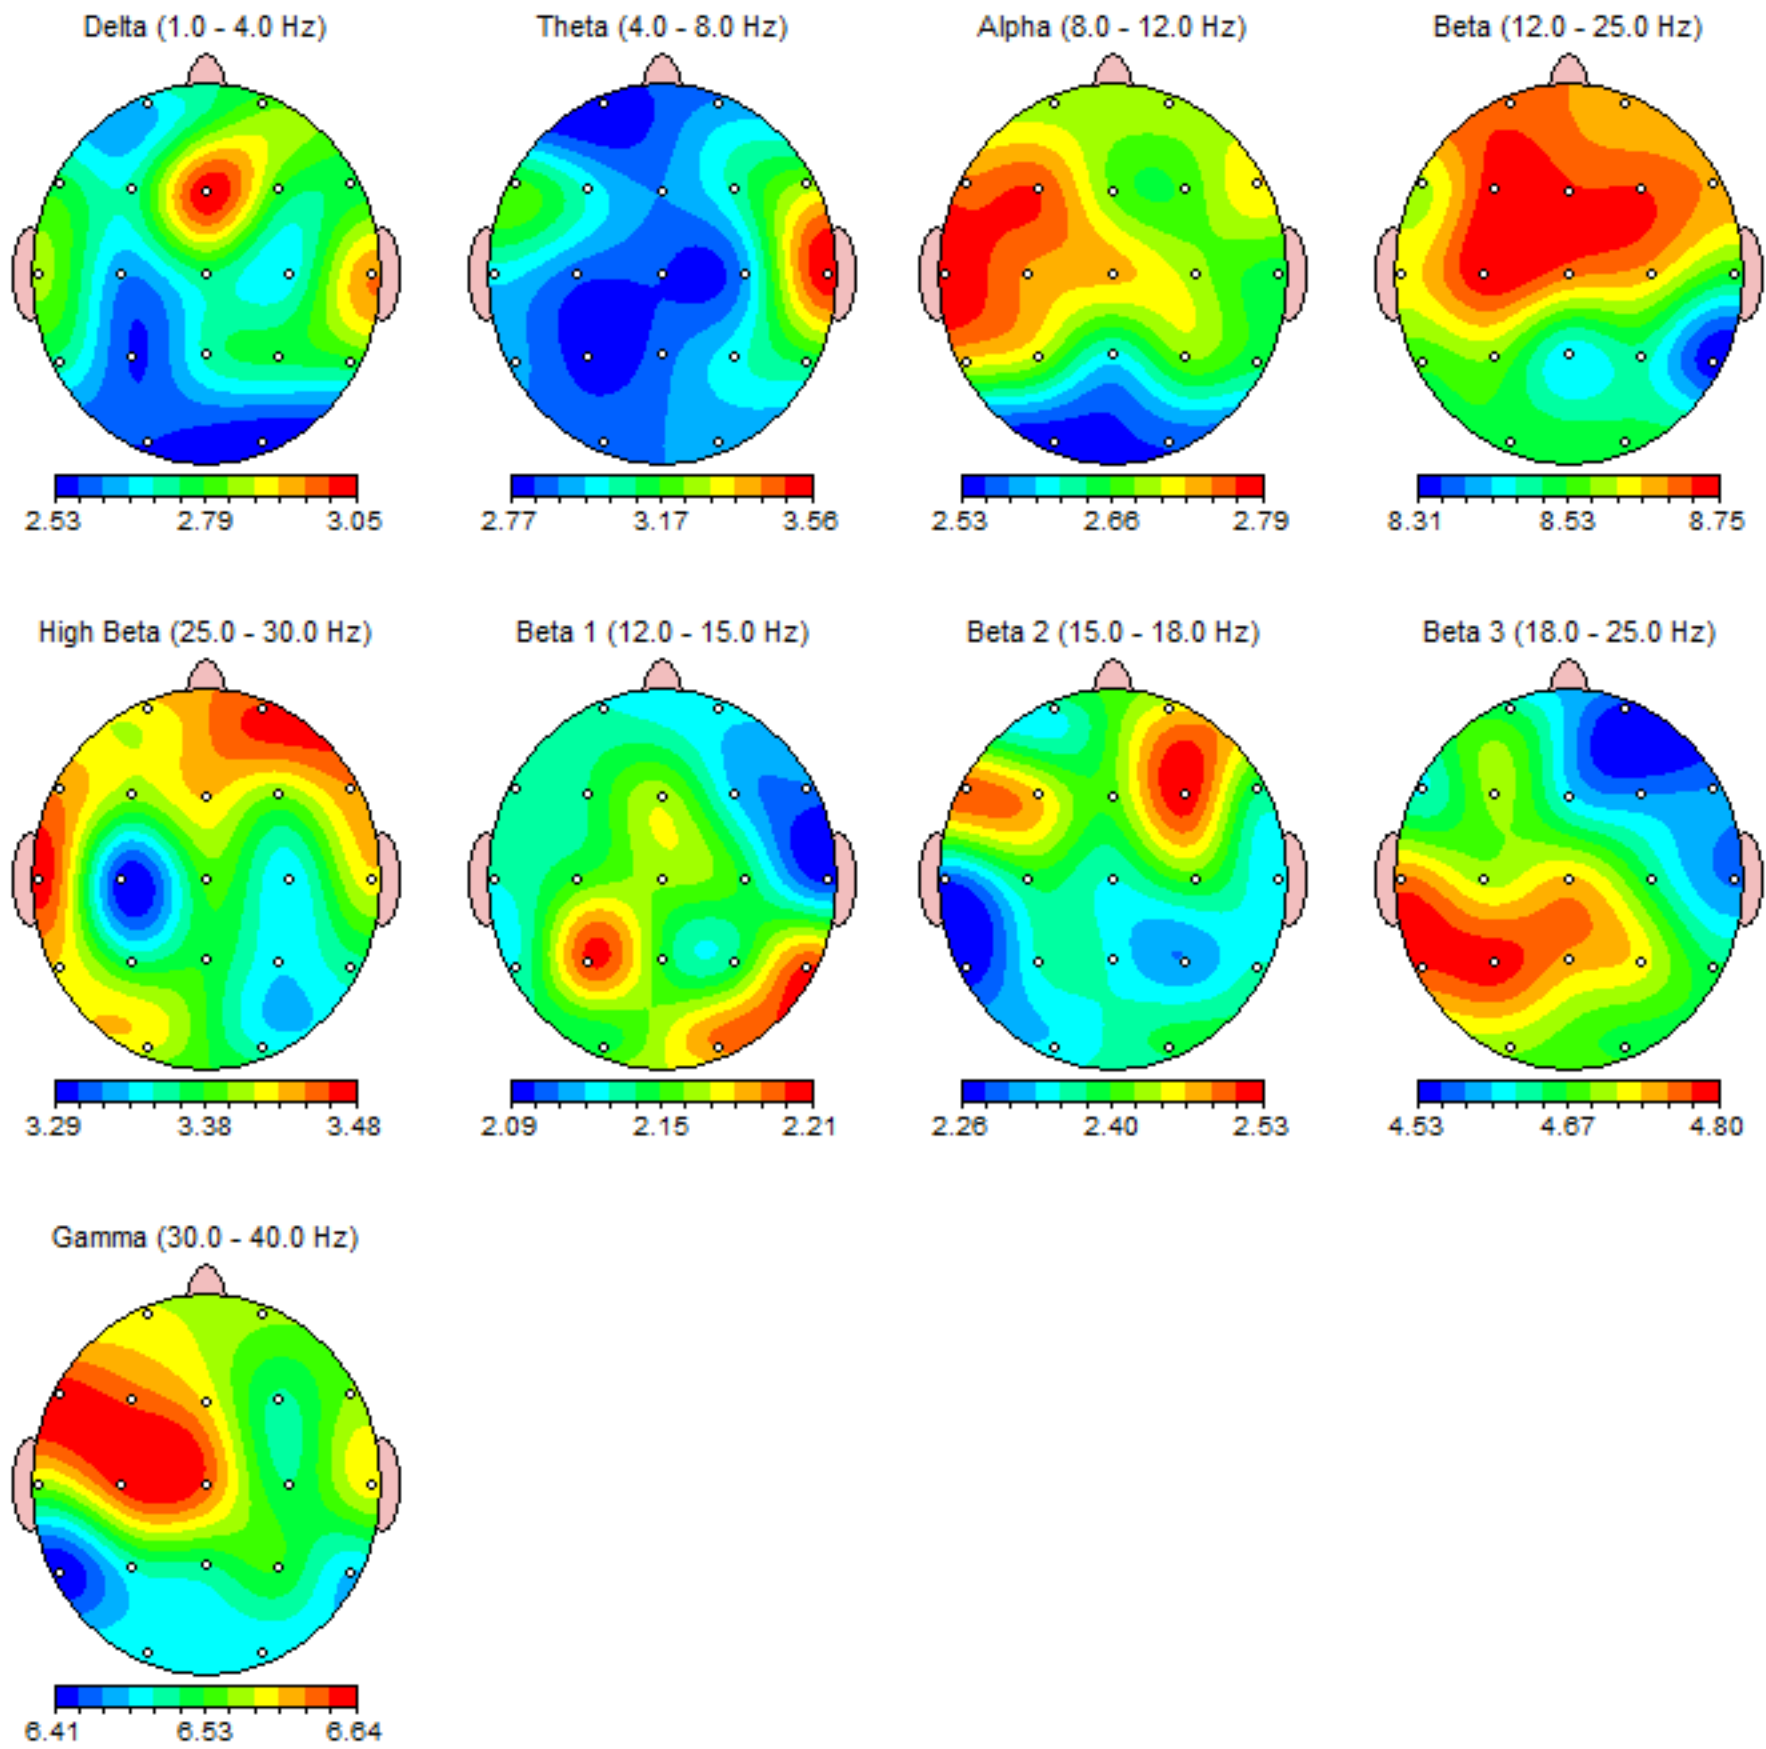 Delta (1.0 - 4.0 Hz) Theta (4.0 - 8.0 Hz) Alpha (8.0 - 12.0 Hz) Beta (12.0 - 25.0 Hz)
2.53 2.79 3.05 2.77 3.17 3.56 2.53 2.66 2.79 8.31 8.53 8.75
High Beta (25.0 - 30.0 Hz) Beta 1 (12.0 - 15.0 Hz) Beta 2 (15.0 - 18.0 Hz) Beta 3 (18.0 - 25.0 Hz)
3.29 3.38 3.48 2.09 2.15 2.21 2.26 2.40 2.53 4.53 4.67 4.80
Gamma (30.0 - 40.0 Hz)
6.41 6.53 6.64